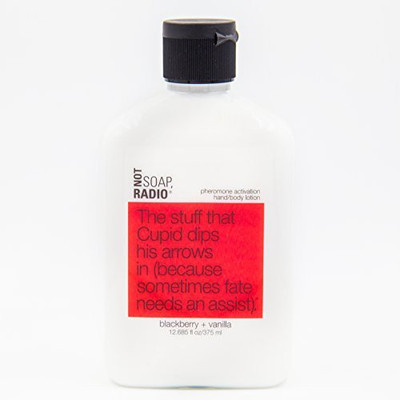 NOT
SOAP,
RADIO®
pheromone activation
hand/body lotion
The stuff that
Cupid dips
his arrows
in (because
sometimes fate
needs an assist).
blackberry + vanilla
12.685 fl oz/375 ml